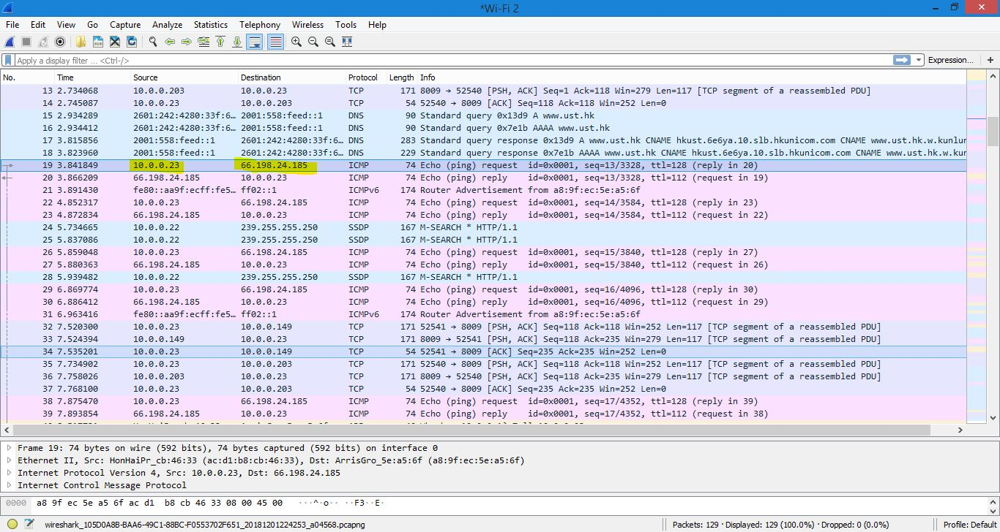 *Wi-Fi 2
File Edit View Go Capture Analyze Statistics Telephony Wireless Tools Help
Apply a display filter ... <Ctrl-/> Expression... +
No. Time Source Destination Protocol Length Info
13 2.734068 10.0.0.203 10.0.0.23 TCP 171 8009 → 52540 [PSH, ACK] Seq=1 Ack=118 Win=279 Len=117 [TCP segment of a reassembled PDU]
14 2.745087 10.0.0.23 10.0.0.203 TCP 54 52540 → 8009 [ACK] Seq=118 Ack=118 Win=252 Len=0
15 2.934289 2601:242:4280:33f:6… 2001:558:feed::1 DNS 90 Standard query 0x13d9 A www.ust.hk
16 2.934412 2601:242:4280:33f:6… 2001:558:feed::1 DNS 90 Standard query 0x7e1b AAAA www.ust.hk
17 3.815856 2001:558:feed::1 2601:242:4280:33f:6… DNS 283 Standard query response 0x13d9 A www.ust.hk CNAME hkust.6e6ya.10.slb.hkunicom.com CNAME www.ust.hk.w.kunlun
18 3.823960 2001:558:feed::1 2601:242:4280:33f:6… DNS 229 Standard query response 0x7e1b AAAA www.ust.hk CNAME hkust.6e6ya.10.slb.hkunicom.com CNAME www.ust.hk.w.kun
19 3.841849 10.0.0.23 66.198.24.185 ICMP 74 Echo (ping) request id=0x0001, seq=13/3328, ttl=128 (reply in 20)
20 3.866209 66.198.24.185 10.0.0.23 ICMP 74 Echo (ping) reply id=0x0001, seq=13/3328, ttl=112 (request in 19)
21 3.891430 fe80::aa9f:ecff:fe5… ff02::1 ICMPv6 174 Router Advertisement from a8:9f:ec:5e:a5:6f
22 4.852317 10.0.0.23 66.198.24.185 ICMP 74 Echo (ping) request id=0x0001, seq=14/3584, ttl=128 (reply in 23)
23 4.872834 66.198.24.185 10.0.0.23 ICMP 74 Echo (ping) reply id=0x0001, seq=14/3584, ttl=112 (request in 22)
24 5.734665 10.0.0.22 239.255.255.250 SSDP 167 M-SEARCH * HTTP/1.1
25 5.837086 10.0.0.22 239.255.255.250 SSDP 167 M-SEARCH * HTTP/1.1
26 5.859048 10.0.0.23 66.198.24.185 ICMP 74 Echo (ping) request id=0x0001, seq=15/3840, ttl=128 (reply in 27)
27 5.880363 66.198.24.185 10.0.0.23 ICMP 74 Echo (ping) reply id=0x0001, seq=15/3840, ttl=112 (request in 26)
28 5.939482 10.0.0.22 239.255.255.250 SSDP 167 M-SEARCH * HTTP/1.1
29 6.869774 10.0.0.23 66.198.24.185 ICMP 74 Echo (ping) request id=0x0001, seq=16/4096, ttl=128 (reply in 30)
30 6.886412 66.198.24.185 10.0.0.23 ICMP 74 Echo (ping) reply id=0x0001, seq=16/4096, ttl=112 (request in 29)
31 6.963416 fe80::aa9f:ecff:fe5… ff02::1 ICMPv6 174 Router Advertisement from a8:9f:ec:5e:a5:6f
32 7.520300 10.0.0.23 10.0.0.149 TCP 171 52541 → 8009 [PSH, ACK] Seq=118 Ack=118 Win=252 Len=117 [TCP segment of a reassembled PDU]
33 7.524394 10.0.0.149 10.0.0.23 TCP 171 8009 → 52541 [PSH, ACK] Seq=118 Ack=235 Win=279 Len=117 [TCP segment of a reassembled PDU]
34 7.535201 10.0.0.23 10.0.0.149 TCP 54 52541 → 8009 [ACK] Seq=235 Ack=235 Win=252 Len=0
35 7.734902 10.0.0.23 10.0.0.203 TCP 171 52540 → 8009 [PSH, ACK] Seq=118 Ack=118 Win=252 Len=117 [TCP segment of a reassembled PDU]
36 7.758026 10.0.0.203 10.0.0.23 TCP 171 8009 → 52540 [PSH, ACK] Seq=118 Ack=235 Win=279 Len=117 [TCP segment of a reassembled PDU]
37 7.768100 10.0.0.23 10.0.0.203 TCP 54 52540 → 8009 [ACK] Seq=235 Ack=235 Win=252 Len=0
38 7.875470 10.0.0.23 66.198.24.185 ICMP 74 Echo (ping) request id=0x0001, seq=17/4352, ttl=128 (reply in 39)
39 7.893854 66.198.24.185 10.0.0.23 ICMP 74 Echo (ping) reply id=0x0001, seq=17/4352, ttl=112 (request in 38)
Frame 19: 74 bytes on wire (592 bits), 74 bytes captured (592 bits) on interface 0
Ethernet II, Src: HonHaiPr_cb:46:33 (ac:d1:b8:cb:46:33), Dst: ArrisGro_5e:a5:6f (a8:9f:ec:5e:a5:6f)
Internet Protocol Version 4, Src: 10.0.0.23, Dst: 66.198.24.185
Internet Control Message Protocol
0000 a8 9f ec 5e a5 6f ac d1 b8 cb 46 33 08 00 45 00 ···^·o·· ··F3··E·
wireshark_105D0A8B-BAA6-49C1-88BC-F0553702F651_20181201224253_a04568.pcapng Packets: 129 · Displayed: 129 (100.0%) · Dropped: 0 (0.0%) Profile: Default